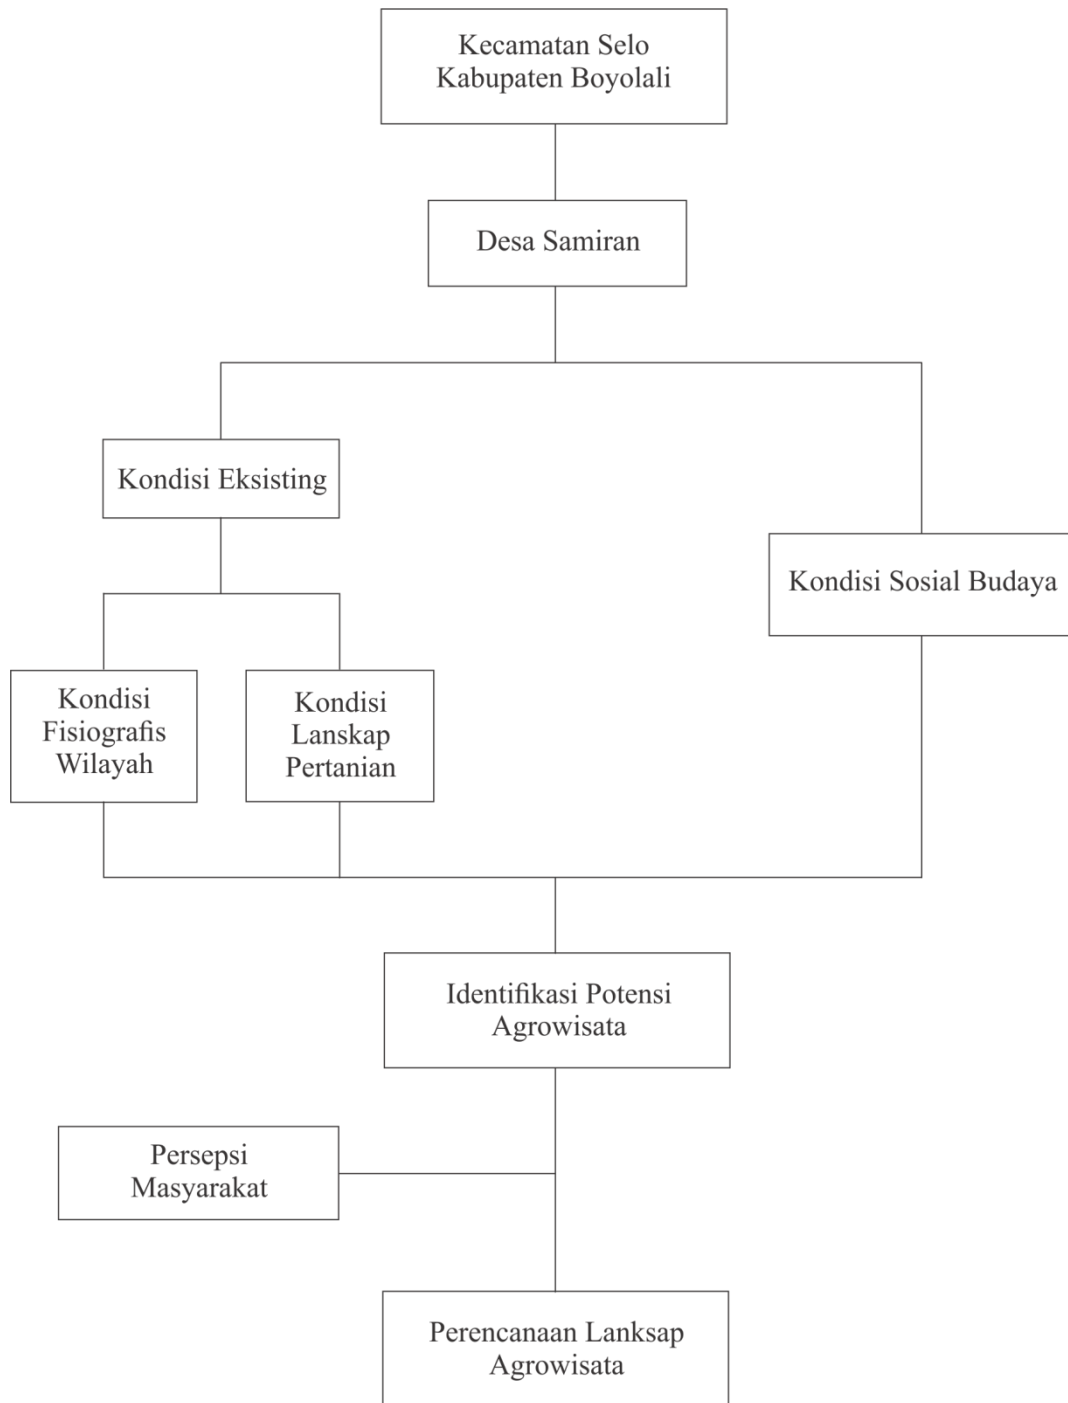 Kecamatan Selo
Kabupaten Boyolali
Desa Samiran
Kondisi Eksisting
Kondisi Sosial Budaya
Kondisi
Fisiografis
Wilayah
Kondisi
Lanskap
Pertanian
Identifikasi Potensi
Agrowisata
Persepsi
Masyarakat
Perencanaan Lanksap
Agrowisata